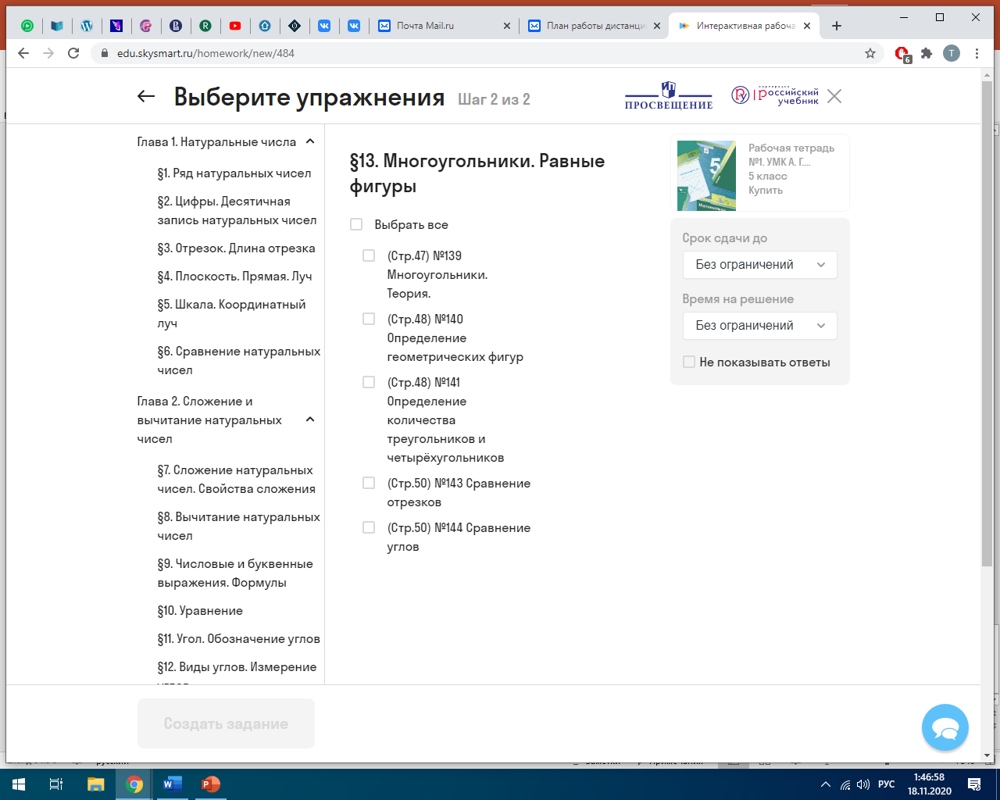 Почта Mail.ru
План работы дистанци
Интерактивная рабоча
edu.skysmart.ru/homework/new/484
6
T
Выберите упражнения
Шаг 2 из 2
ПРОСВЕЩЕНИЕ
российский
учебник
Глава 1. Натуральные числа
§1. Ряд натуральных чисел
§2. Цифры. Десятичная
запись натуральных чисел
§3. Отрезок. Длина отрезка
§4. Плоскость. Прямая. Луч
§5. Шкала. Координатный
луч
§6. Сравнение натуральных
чисел
Глава 2. Сложение и
вычитание натуральных
чисел
§7. Сложение натуральных
чисел. Свойства сложения
§8. Вычитание натуральных
чисел
§9. Числовые и буквенные
выражения. Формулы
§10. Уравнение
§11. Угол. Обозначение углов
§12. Виды углов. Измерение
§13. Многоугольники. Равные
фигуры
Выбрать все
(Стр.47) №139
Многоугольники.
Теория.
(Стр.48) №140
Определение
геометрических фигур
(Стр.48) №141
Определение
количества
треугольников и
четырёхугольников
(Стр.50) №143 Сравнение
отрезков
(Стр.50) №144 Сравнение
углов
5
Математика
Рабочая тетрадь
№1. УМК А. Г....
5 класс
Купить
Срок сдачи до
Без ограничений
Время на решение
Без ограничений
Не показывать ответы
Создать задание
РУС
1:46:58
18.11.2020